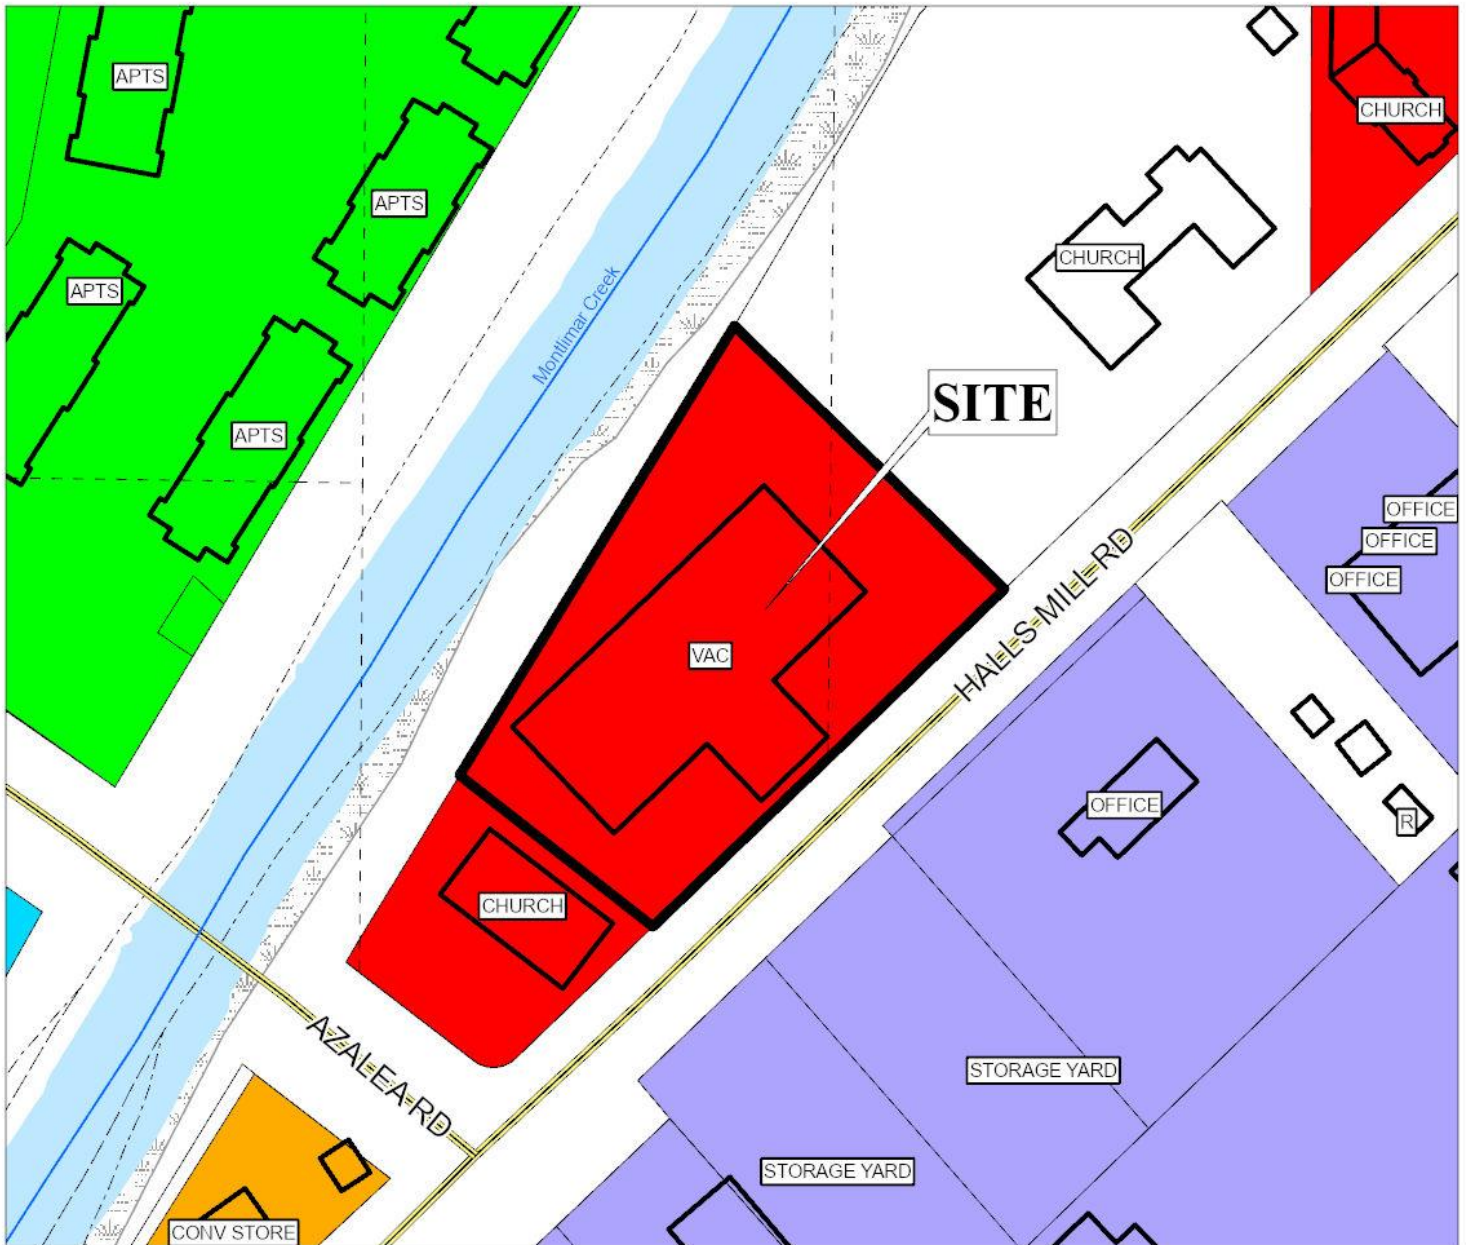 APTS
CHURCH
APTS
CHURCH
APTS
Montlimar Creek
SITE
APTS
OFFICE
OFFICE
OFFICE
HALLS MILL RD
VAC
OFFICE
R
CHURCH
AZALEA RD
STORAGE YARD
STORAGE YARD
CONV STORE